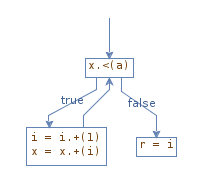 x.<(a)
true
false
i = i.+(1)
x = x.+(i)
r = i